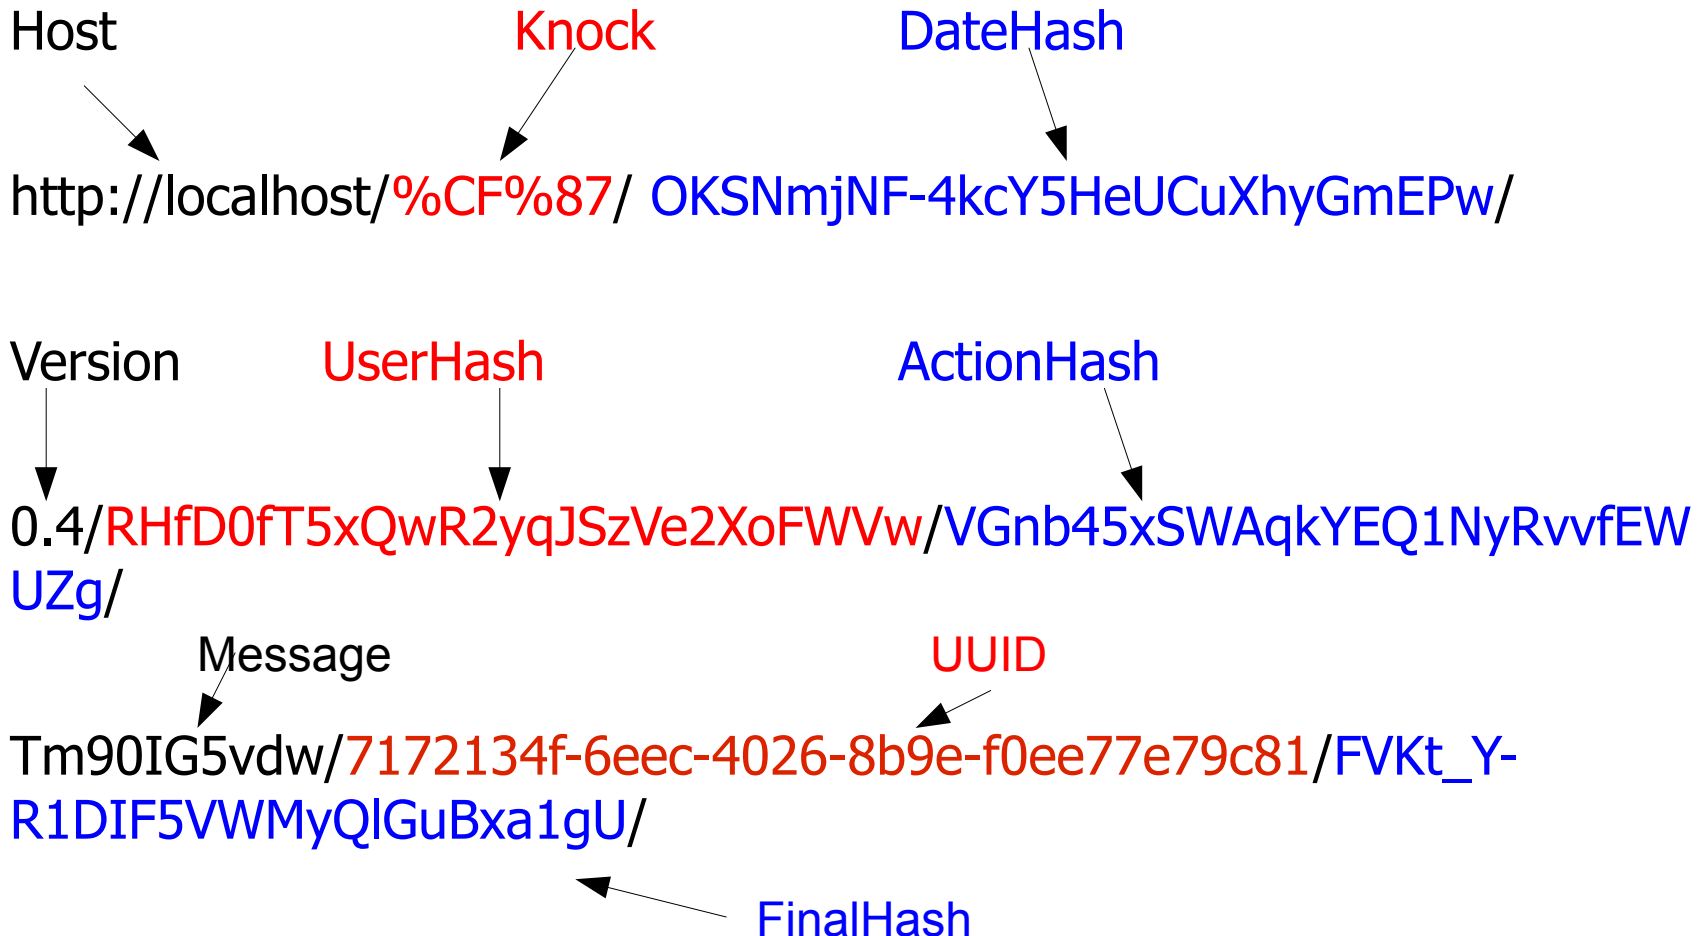 Host Knock DateHash
http://localhost/%CF%87/ OKSNmjNF-4kcY5HeUCuXhyGmEPw/
Version UserHash ActionHash
0.4/RHfD0fT5xQwR2yqJSzVe2XoFWVw/VGnb45xSWAqkYEQ1NyRvvfEW
UZg/
Message UUID
Tm90IG5vdw/7172134f-6eec-4026-8b9e-f0ee77e79c81/FVKt_Y-
R1DIF5VWMyQlGuBxa1gU/
FinalHash